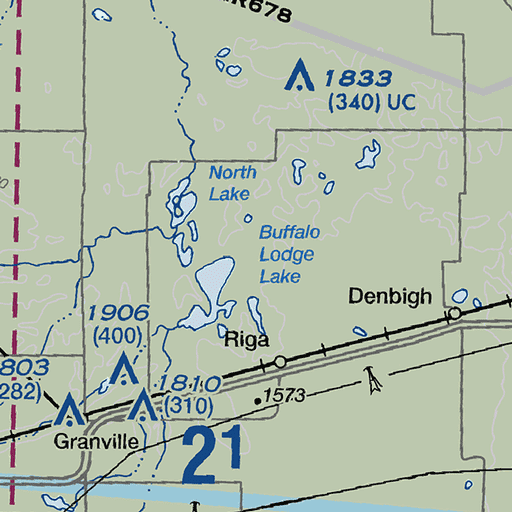 R678
1833
(340) UC
North
Lake
Buffalo
Lodge
Lake
Denbigh
1906
(400)
Riga
803
282)
1810
(310)
1573
Granville
21